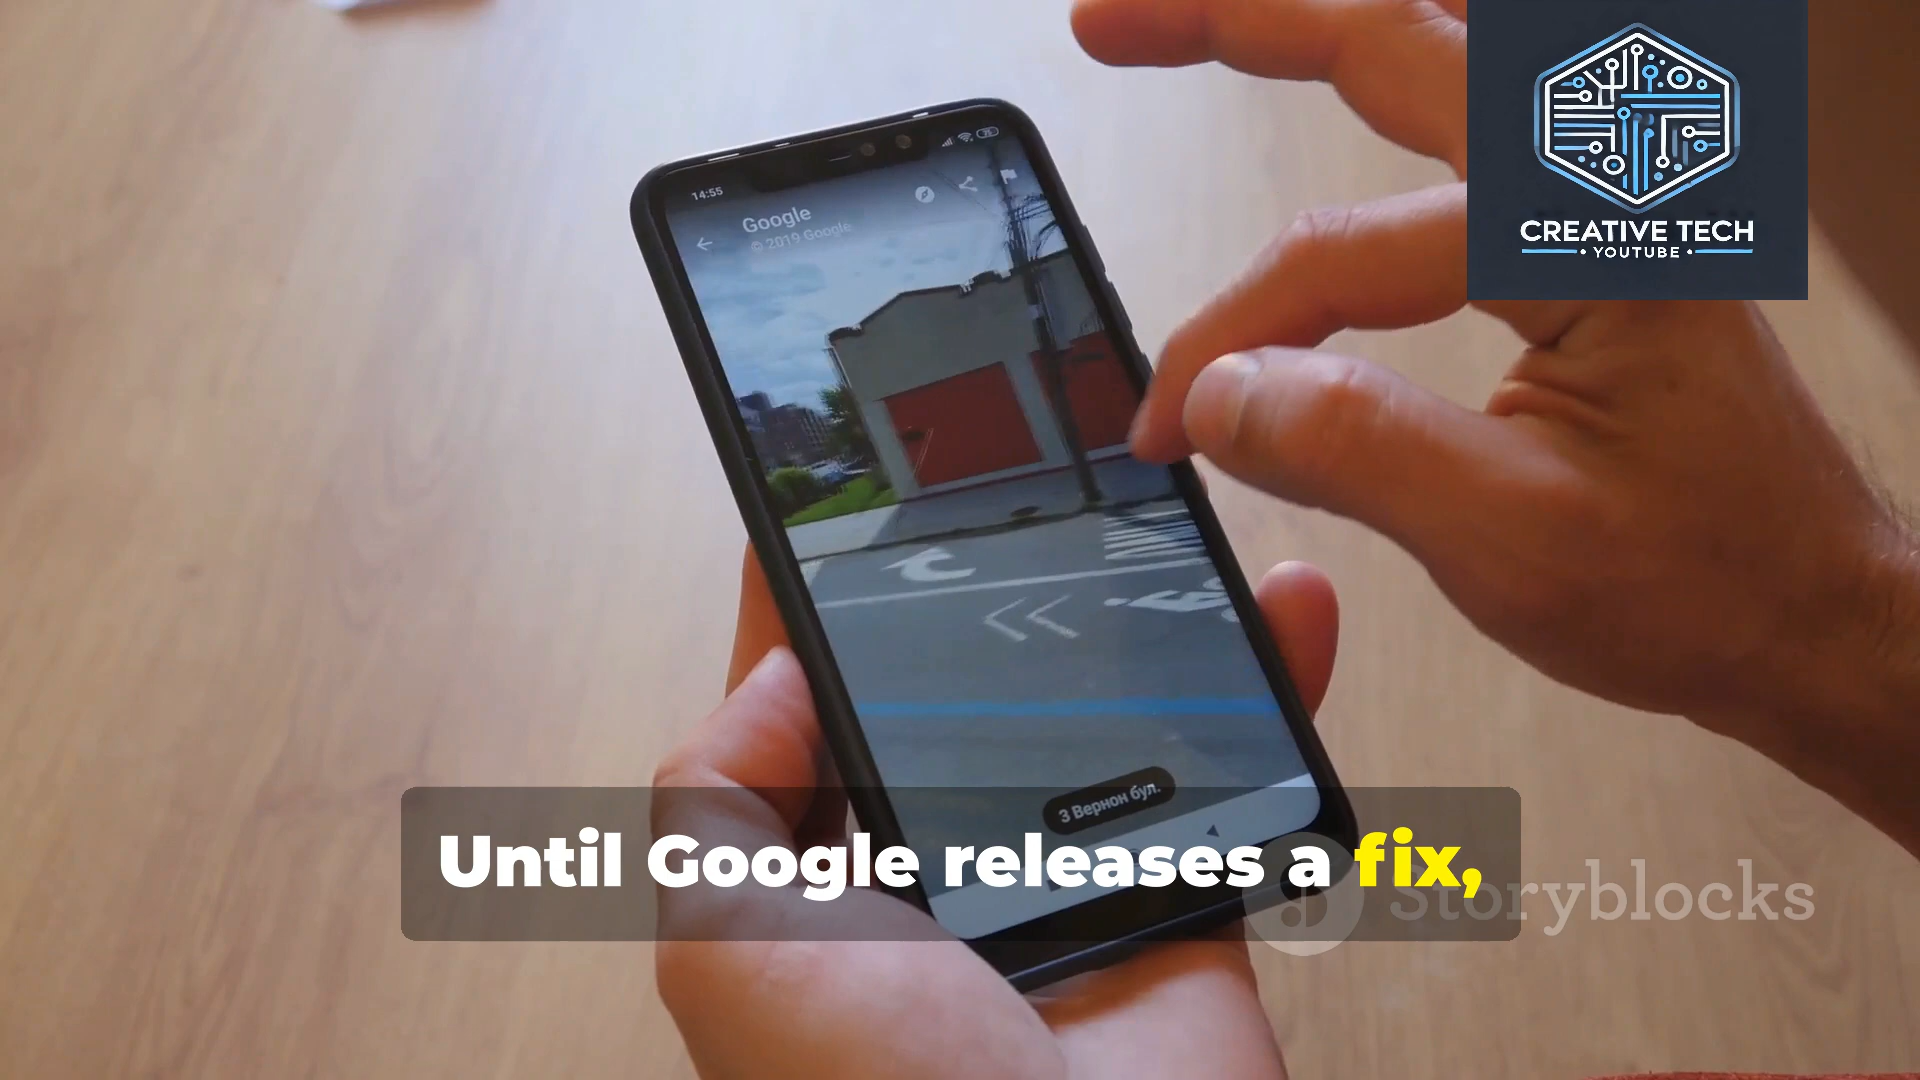 CREATIVE TECH
• YOUTUBE •
14:55
Google
© 2019 Google
3 Вернон бул.
Until Google releases a fix,
Storyblocks